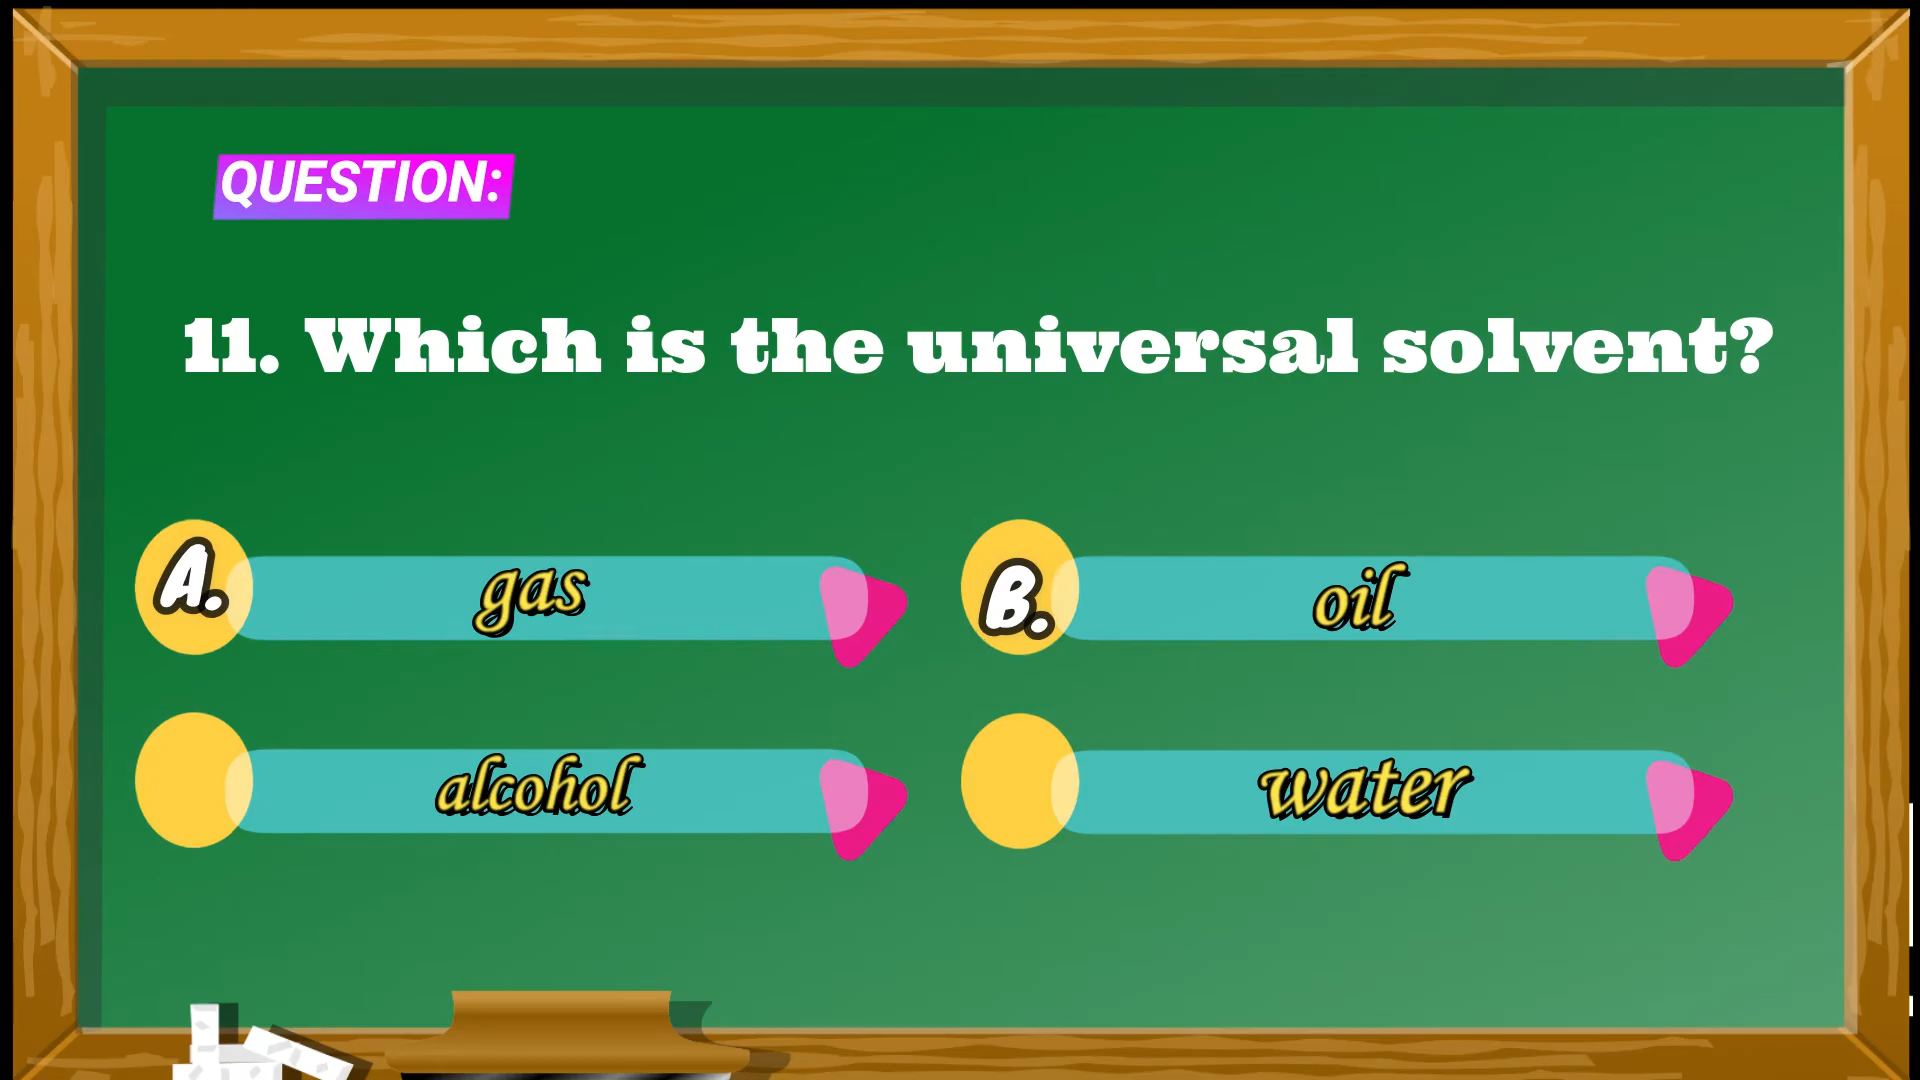 QUESTION:
11. Which is the universal solvent?
A. gas
B. oil
alcohol
water